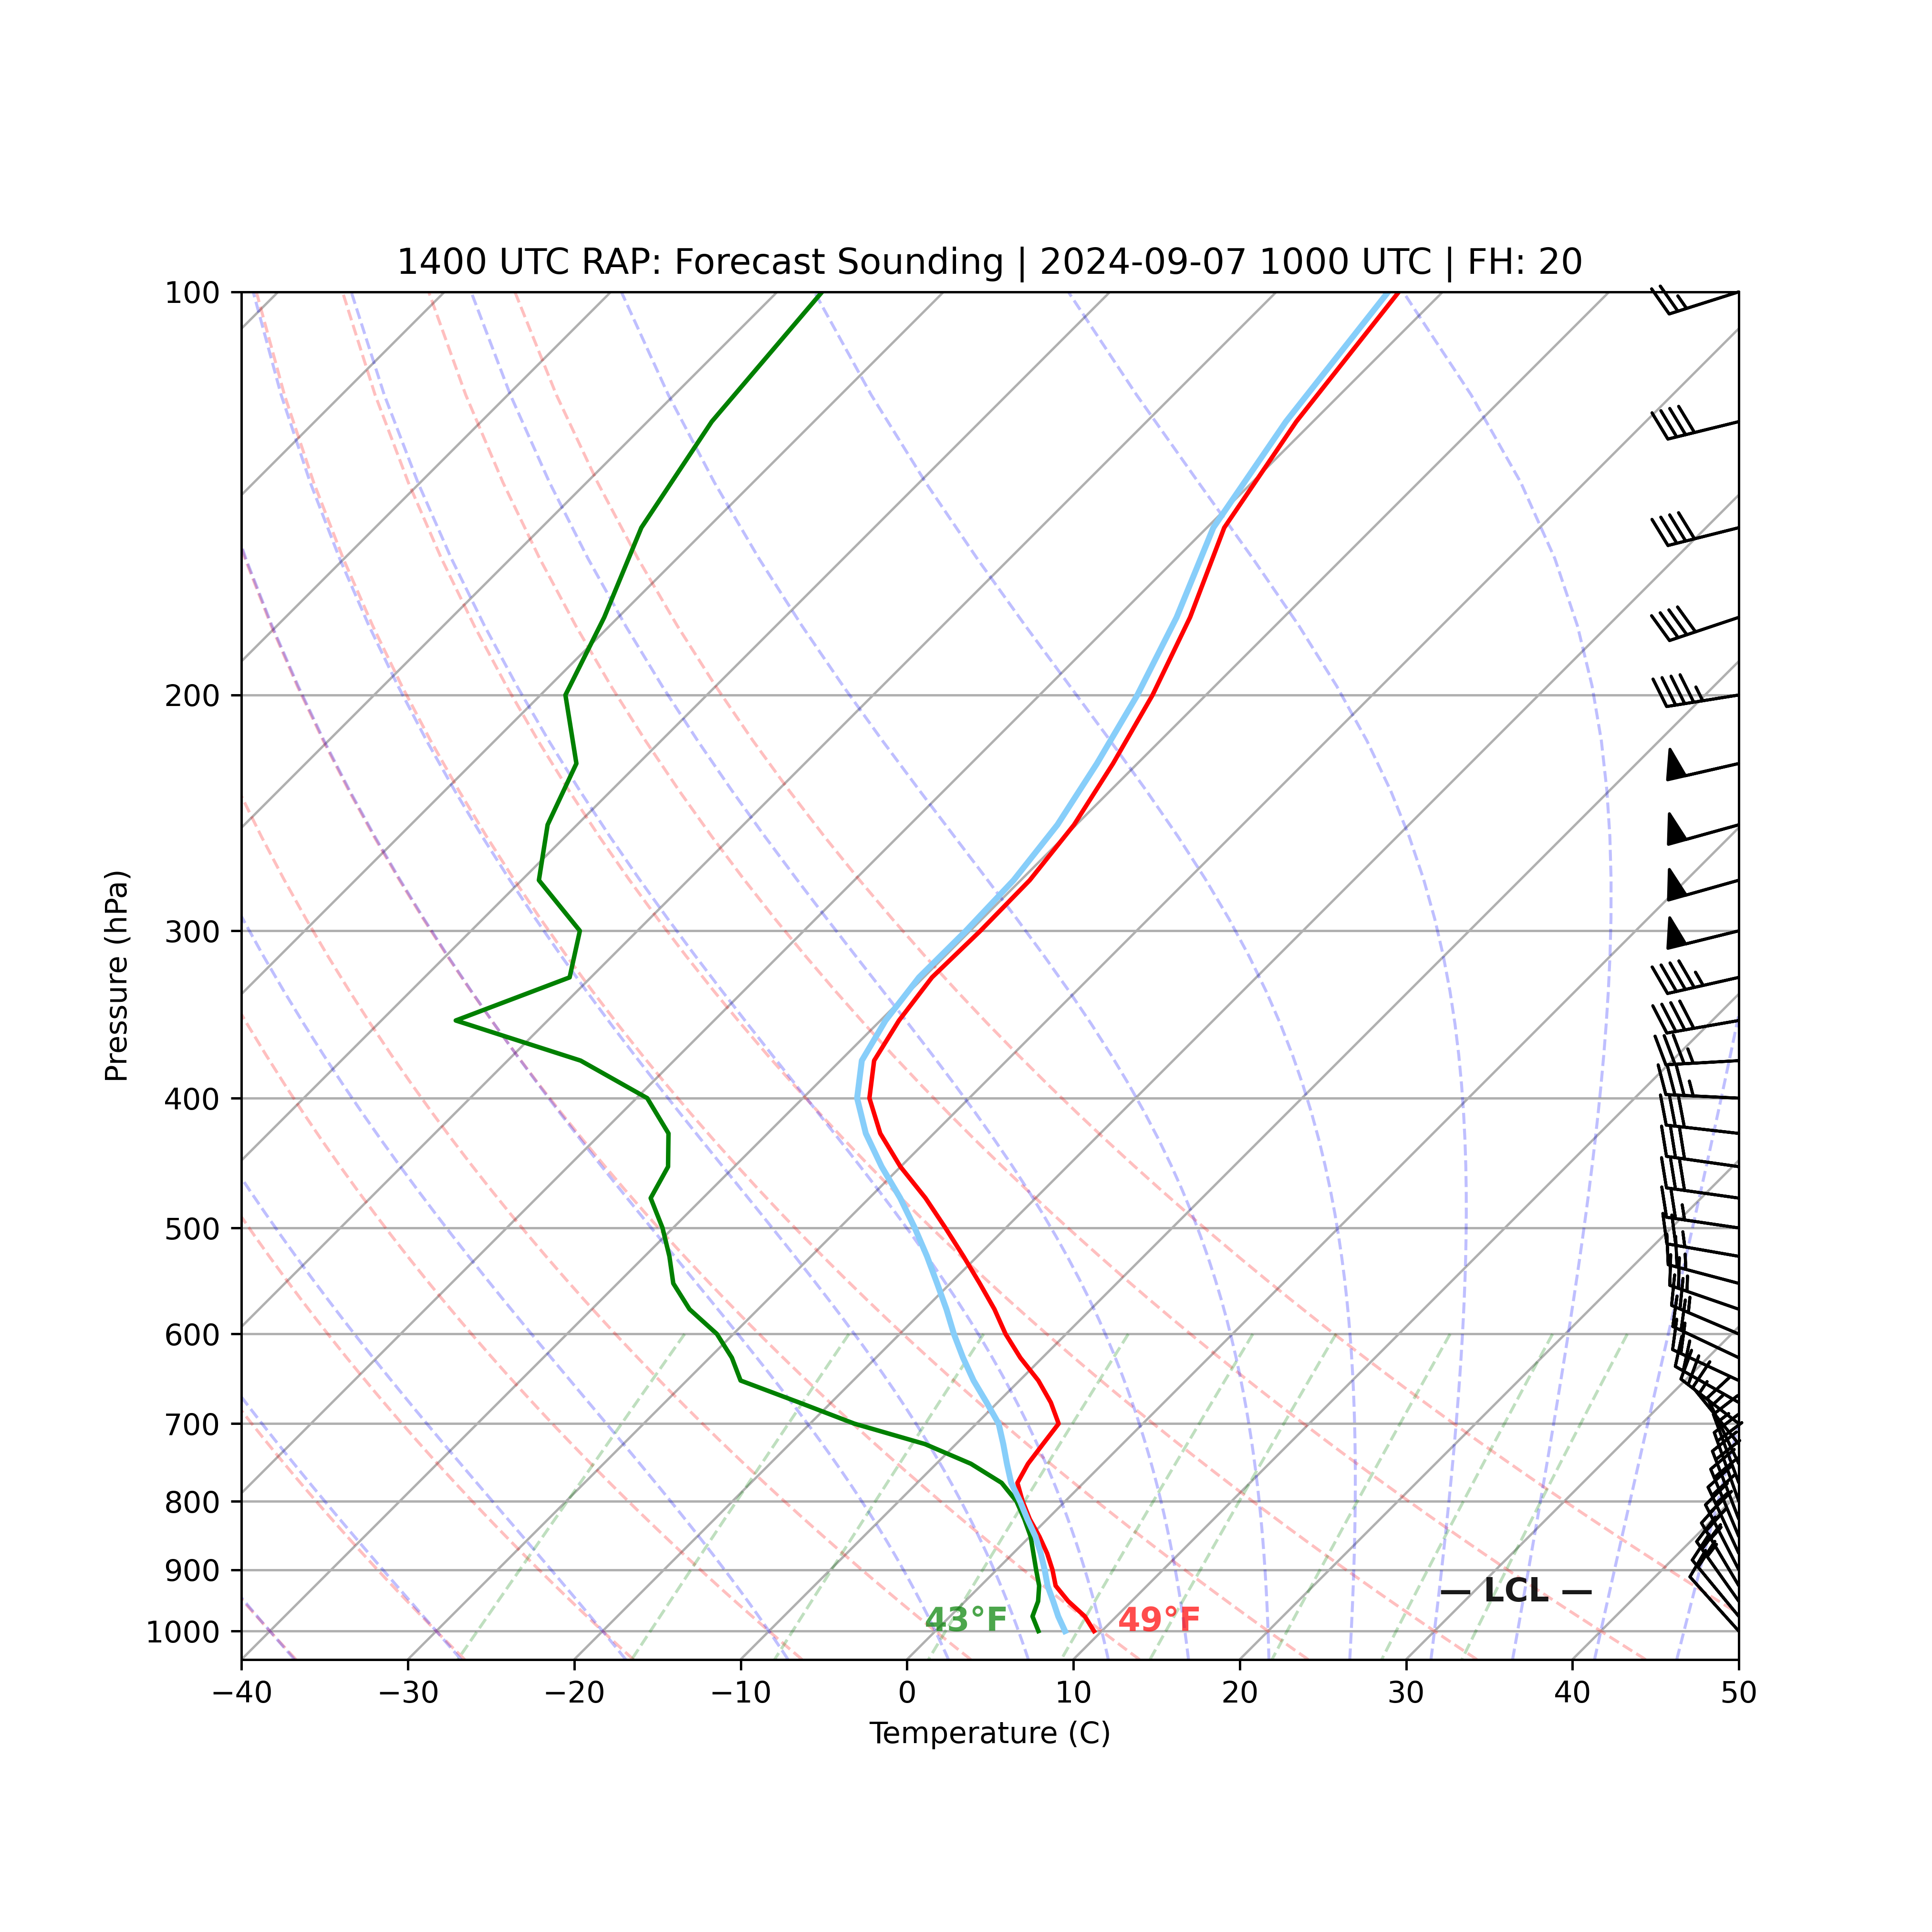 1400 UTC RAP: Forecast Sounding | 2024-09-07 1000 UTC | FH: 20
100
200
300
400
500
600
700
800
900
1000
Pressure (hPa)
— LCL —
43°F 49°F
−40 −30 −20 −10 0 10 20 30 40 50
Temperature (C)